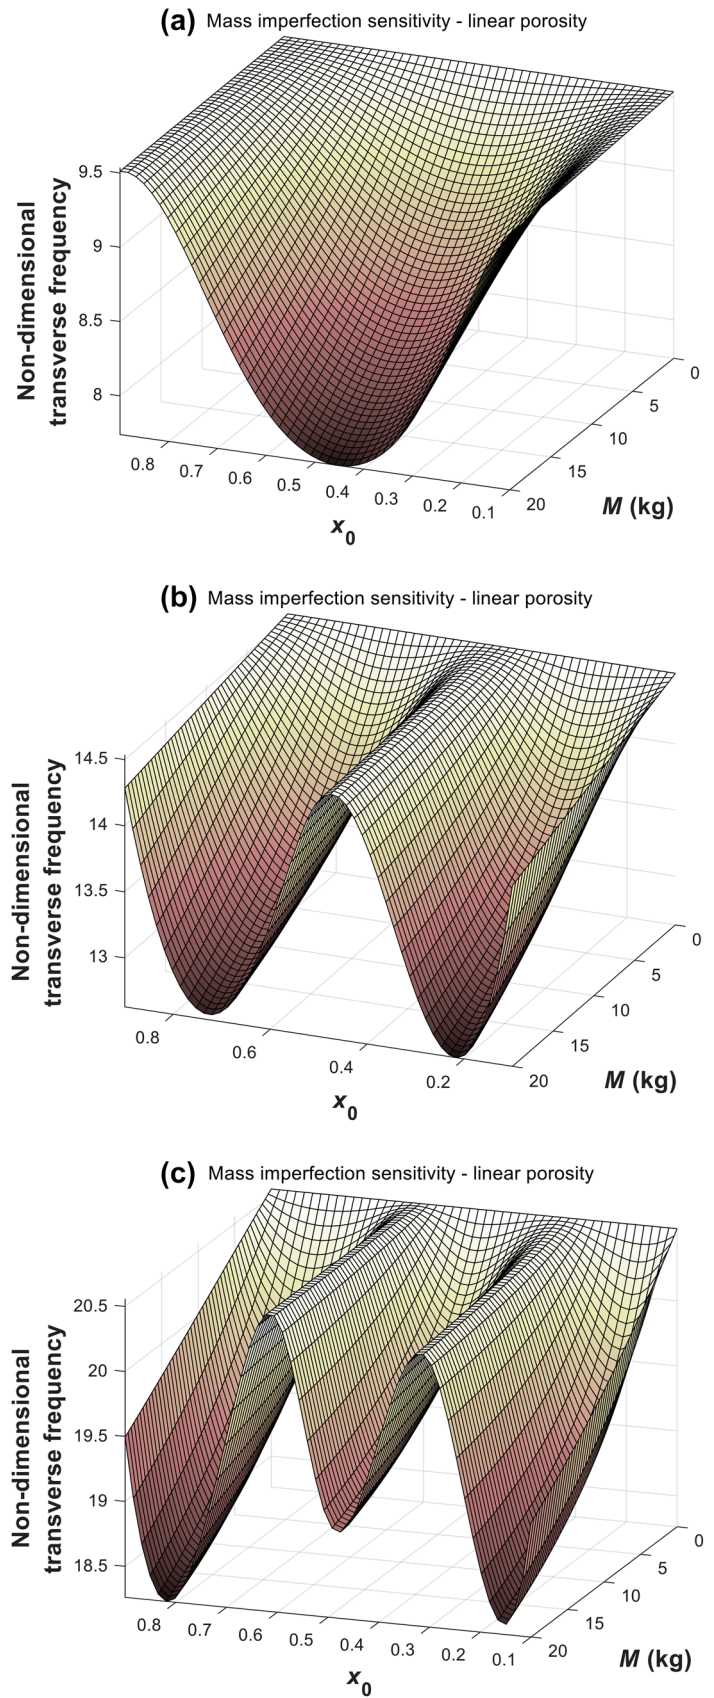 (a) Mass imperfection sensitivity - linear porosity
Non-dimensional
transverse frequency
9.5
9
8.5
8
0.8 0.7 0.6 0.5 0.4 0.3 0.2 0.1
x0
0 5 10 15 20
M (kg)
(b) Mass imperfection sensitivity - linear porosity
Non-dimensional
transverse frequency
14.5
14
13.5
13
0.8 0.6 0.4 0.2
x0
0 5 10 15 20
M (kg)
(c) Mass imperfection sensitivity - linear porosity
Non-dimensional
transverse frequency
20.5
20
19.5
19
18.5
0.8 0.7 0.6 0.5 0.4 0.3 0.2 0.1
x0
0 5 10 15 20
M (kg)